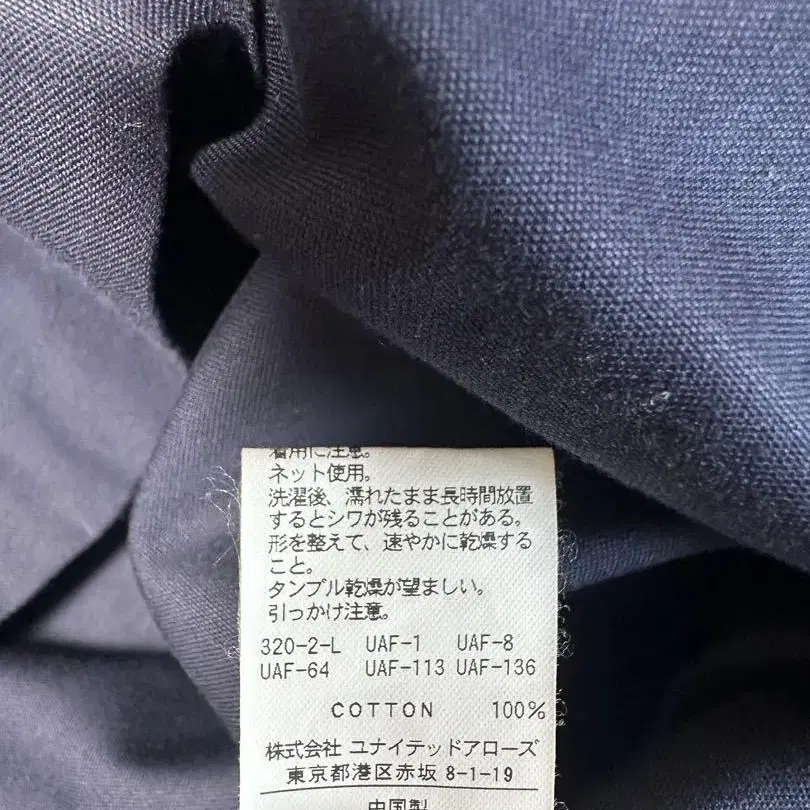 着用に注意。
ネット使用。
洗濯後、濡れたまま長時間放置
するとシワが残ることがある。
形を整えて、速やかに乾燥する
こと。
タンブル乾燥が望ましい。
引っかけ注意。
320-2-L UAF-1 UAF-8
UAF-64 UAF-113 UAF-136
COTTON 100%
株式会社 ユナイテッドアローズ
東京都港区赤坂 8-1-19
中国製